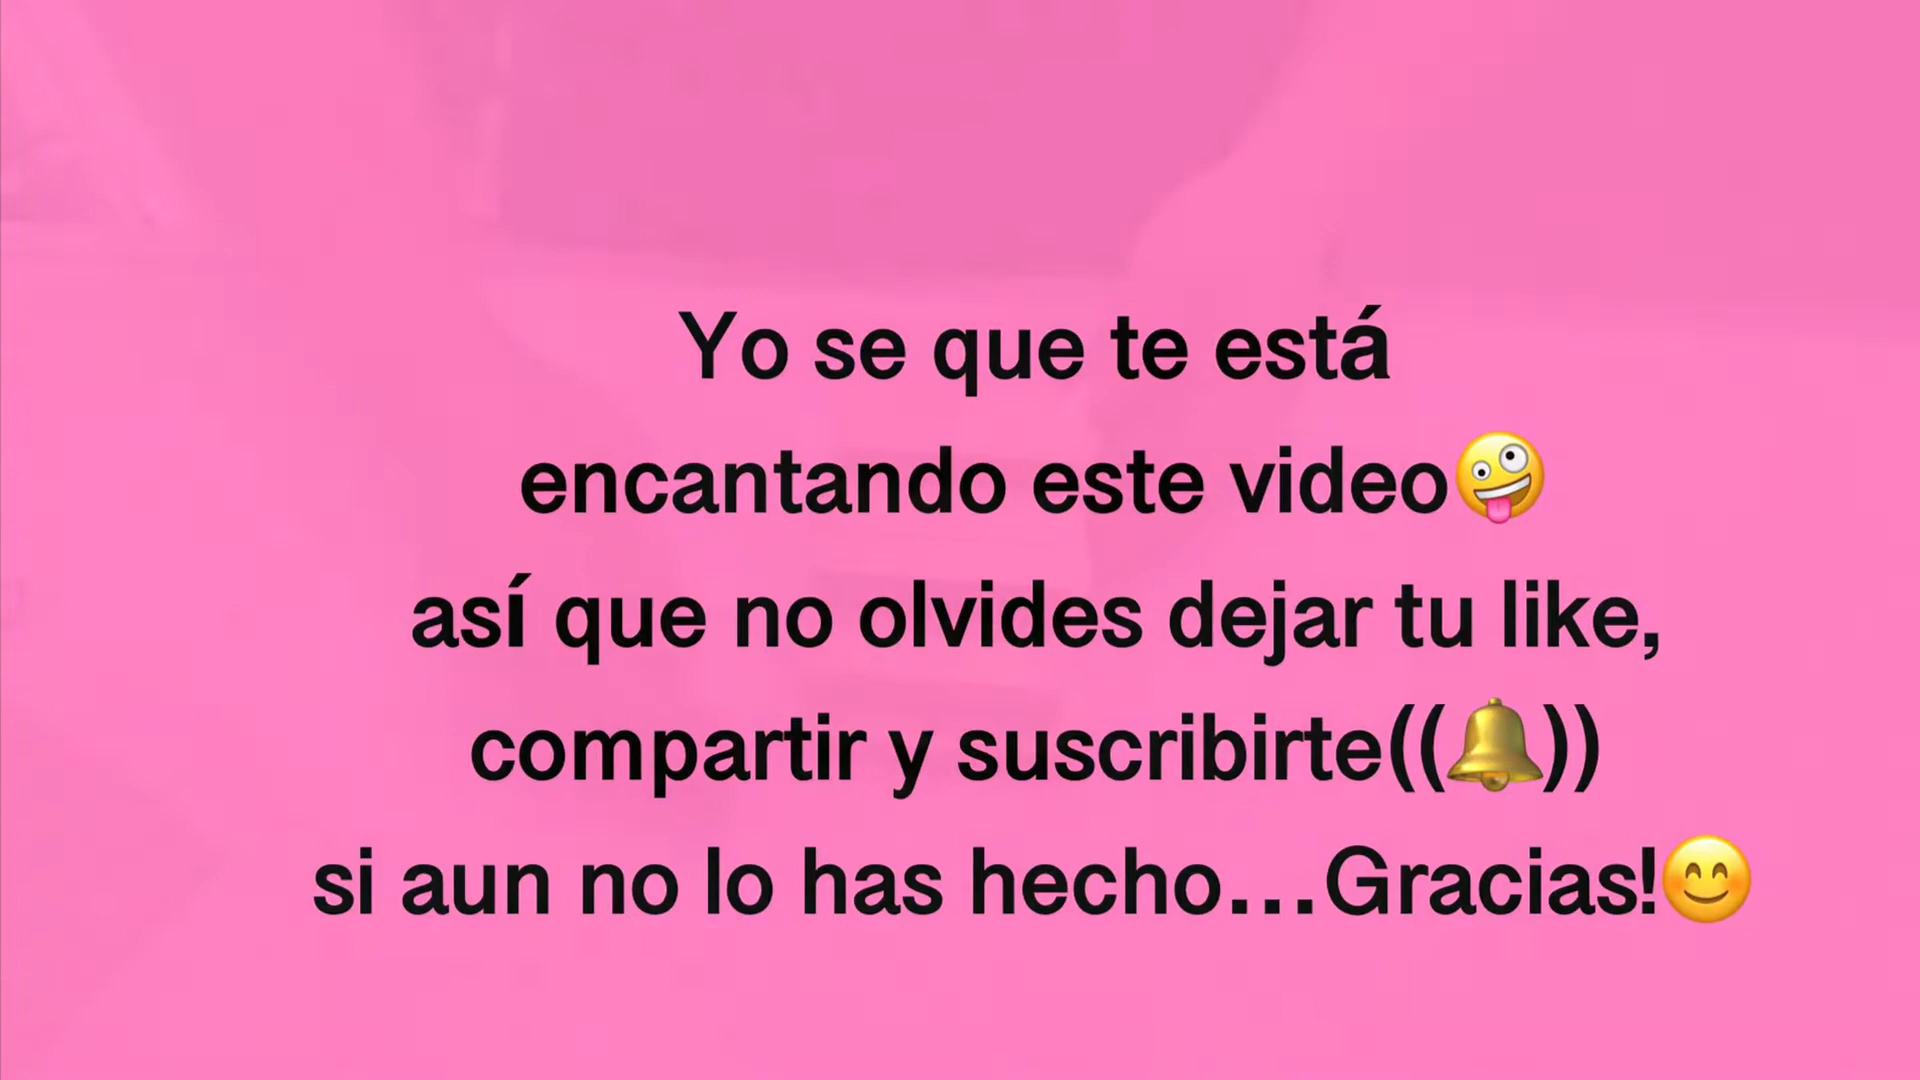 Yo se que te está
encantando este video🤪
así que no olvides dejar tu like,
compartir y suscribirte((🔔))
si aun no lo has hecho...Gracias!😊